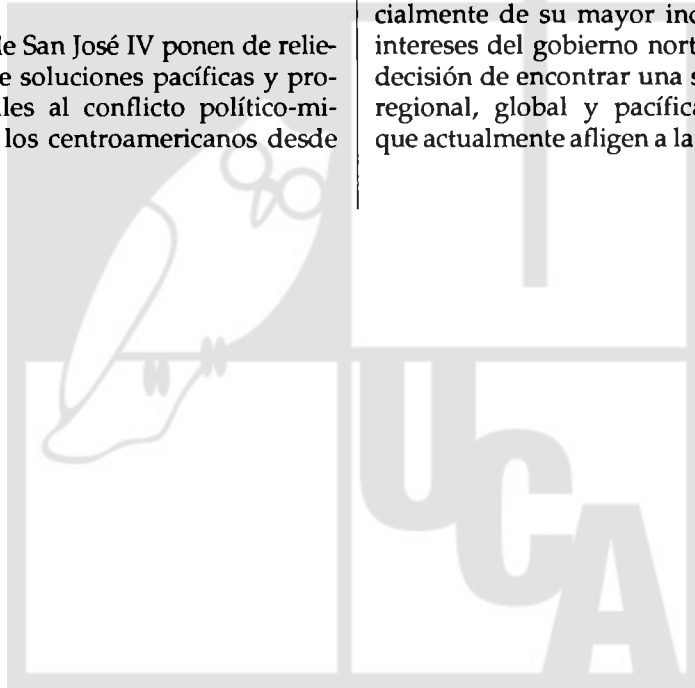 le San José IV ponen de relie-
e soluciones pacíficas y pro-
les al conflicto político-mi-
los centroamericanos desde
cialmente de su mayor inc
intereses del gobierno nort
decisión de encontrar una s
regional, global y pacífica
que actualmente afligen a la
UCA